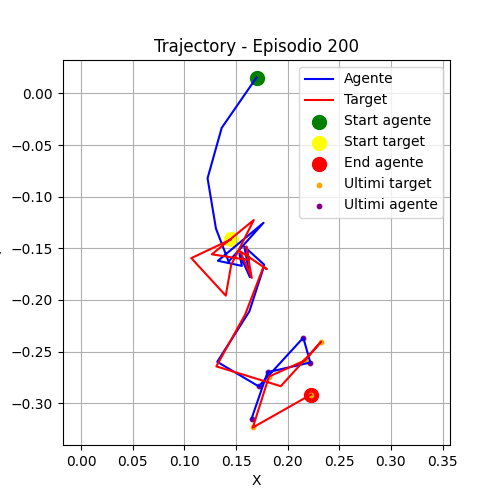 Trajectory - Episodio 200
Agente
Target
Start agente
Start target
End agente
Ultimi target
Ultimi agente
0.00
−0.05
−0.10
−0.15
−0.20
−0.25
−0.30
0.00 0.05 0.10 0.15 0.20 0.25 0.30 0.35
X